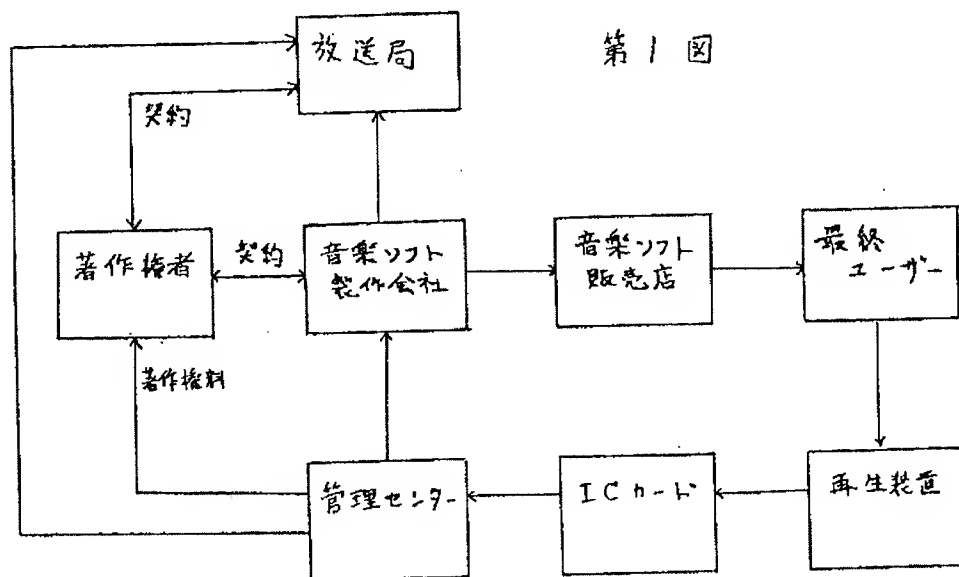 放送局
第1図
契約
著作権者
契約
音楽ソフト
製作会社
音楽ソフト
販売店
最終
ユーザー
著作権料
管理センター
ICカード
再生装置